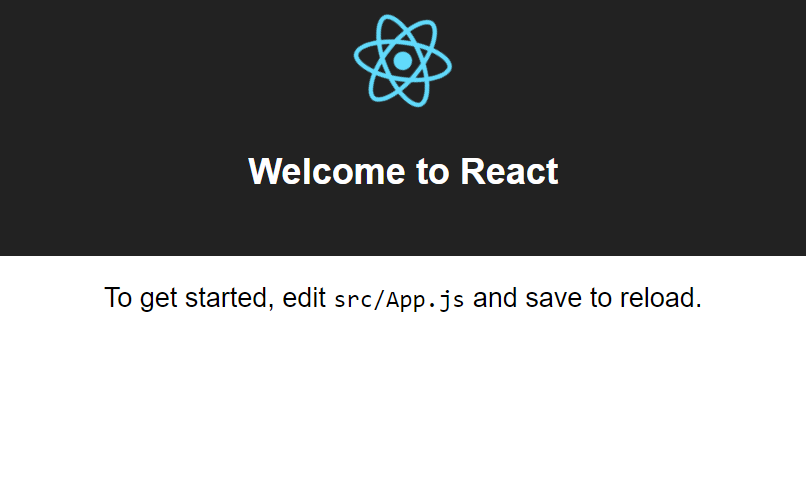 Welcome to React
To get started, edit src/App.js and save to reload.